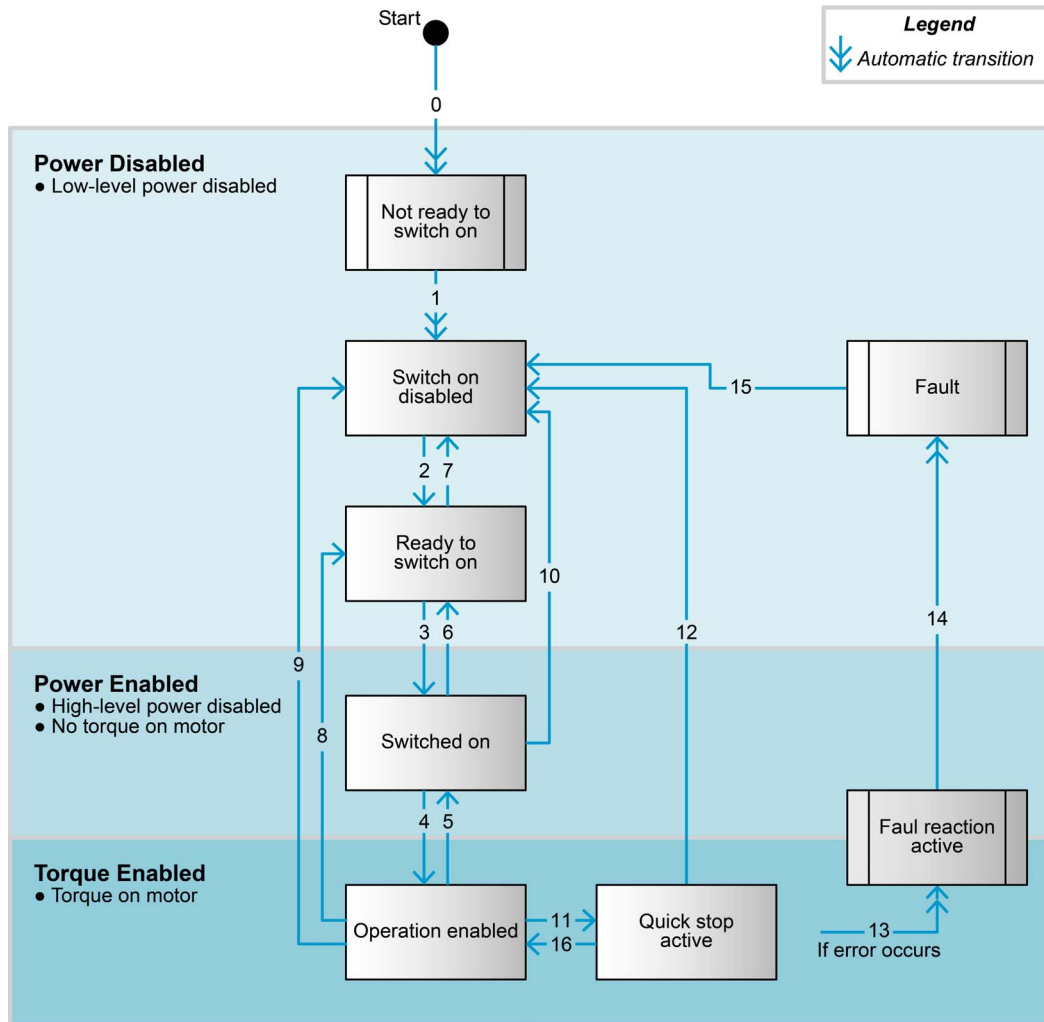 Start
Legend
Automatic transition
0
Power Disabled
● Low-level power disabled
Not ready to
switch on
1
Switch on
disabled
15
Fault
2
7
Ready to
switch on
10
3
6
12
14
9
Power Enabled
● High-level power disabled
● No torque on motor
8
Switched on
4
5
Faul reaction
active
Torque Enabled
● Torque on motor
Operation enabled
11
16
Quick stop
active
13
If error occurs